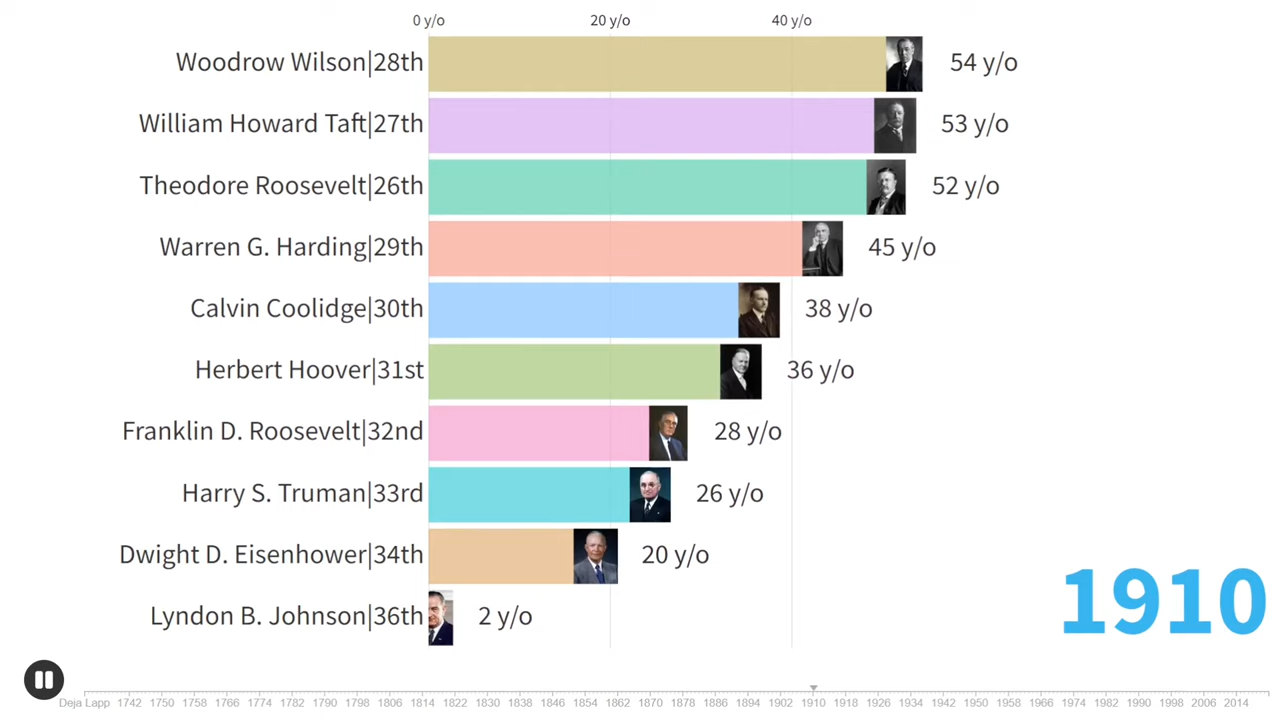 0 y/o 20 y/o 40 y/o
Woodrow Wilson|28th 54 y/o
William Howard Taft|27th 53 y/o
Theodore Roosevelt|26th 52 y/o
Warren G. Harding|29th 45 y/o
Calvin Coolidge|30th 38 y/o
Herbert Hoover|31st 36 y/o
Franklin D. Roosevelt|32nd 28 y/o
Harry S. Truman|33rd 26 y/o
Dwight D. Eisenhower|34th 20 y/o
Lyndon B. Johnson|36th 2 y/o
1910
Deja Lapp 1742 1750 1758 1766 1774 1782 1790 1798 1806 1814 1822 1830 1838 1846 1854 1862 1870 1878 1886 1894 1902 1910 1918 1926 1934 1942 1950 1958 1966 1974 1982 1990 1998 2006 2014